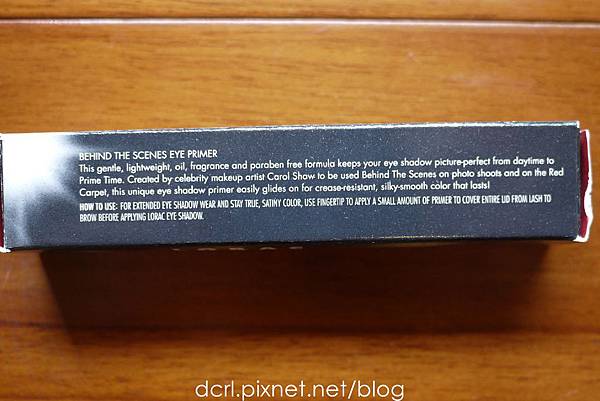 BEHIND THE SCENES EYE PRIMER
This gentle, lightweight, oil, fragrance and paraben free formula keeps your eye shadow picture-perfect from daytime to
Prime Time. Created by celebrity makeup artist Carol Shaw to be used Behind The Scenes on photo shoots and on the Red
Carpet, this unique eye shadow primer easily glides on for crease-resistant, silky-smooth color that lasts!
HOW TO USE: FOR EXTENDED EYE SHADOW WEAR AND STAY TRUE, SATINY COLOR, USE FINGERTIP TO APPLY A SMALL AMOUNT OF PRIMER TO COVER ENTIRE LID FROM LASH TO
BROW BEFORE APPLYING LORAC EYE SHADOW.
dcrl.pixnet.net/blog